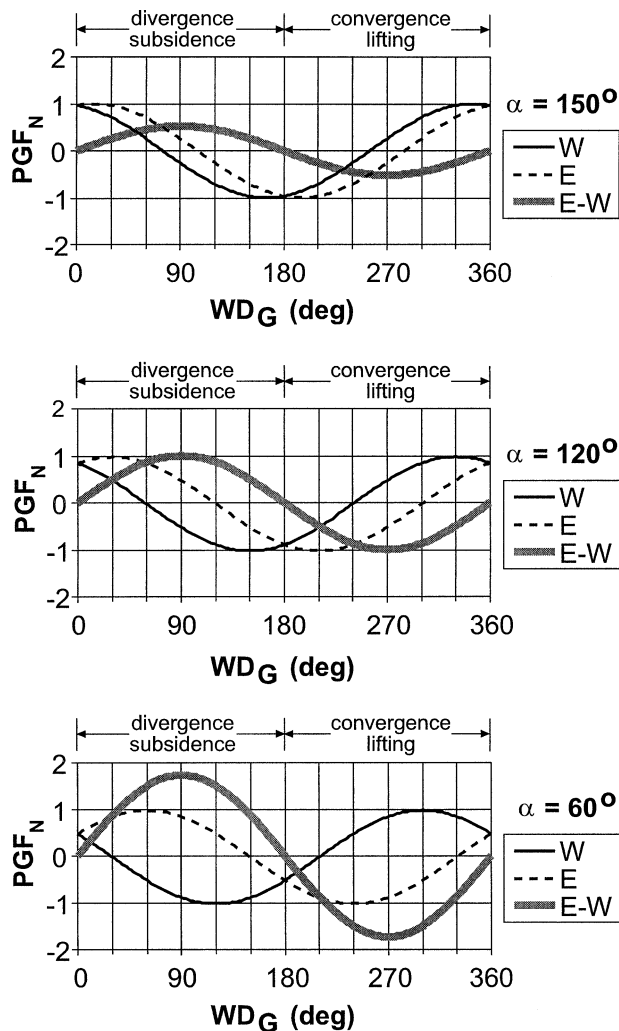 divergence subsidence
convergence lifting
2
1
0
-1
-2
PGF_N
0 90 180 270 360
WD_G (deg)
α = 150°
W
E
E-W
divergence subsidence
convergence lifting
2
1
0
-1
-2
PGF_N
0 90 180 270 360
WD_G (deg)
α = 120°
W
E
E-W
divergence subsidence
convergence lifting
2
1
0
-1
-2
PGF_N
0 90 180 270 360
WD_G (deg)
α = 60°
W
E
E-W